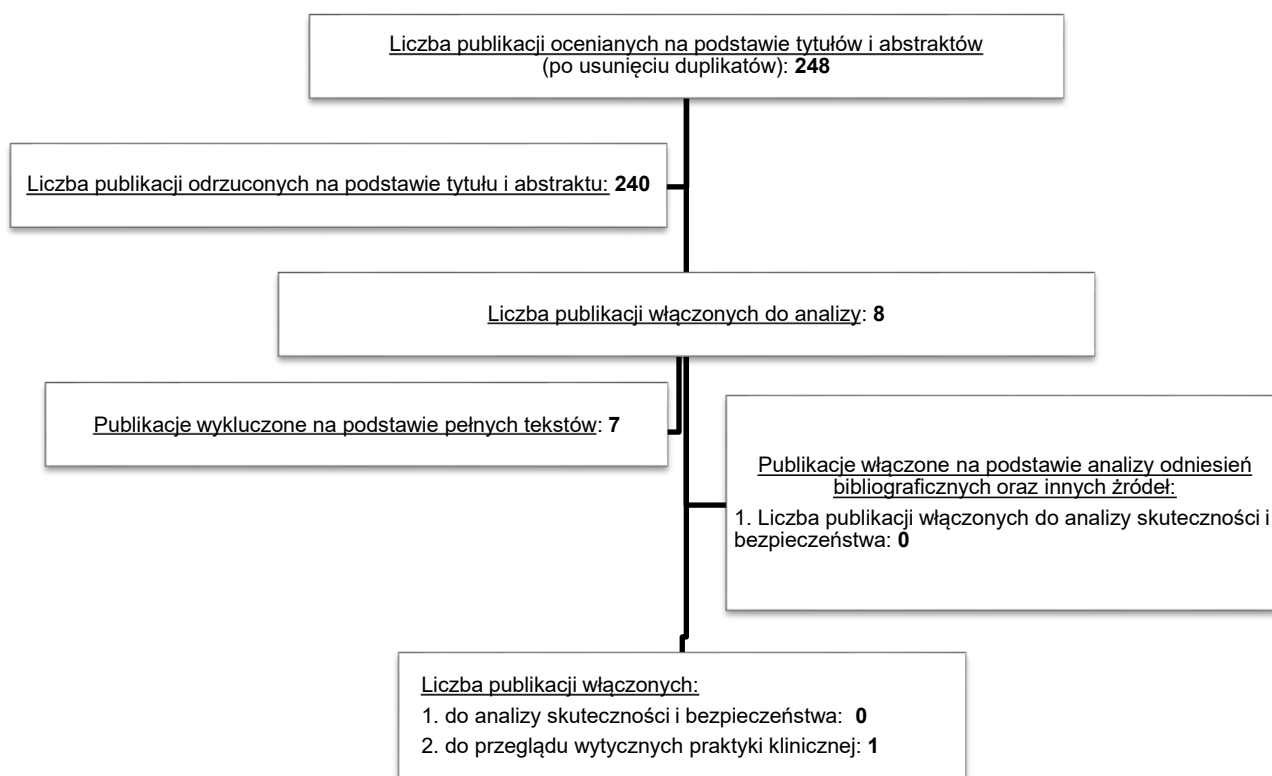 Liczba publikacji ocenianych na podstawie tytułów i abstraktów
(po usunięciu duplikatów): 248
Liczba publikacji odrzuconych na podstawie tytułu i abstraktu: 240
Liczba publikacji włączonych do analizy: 8
Publikacje wykluczone na podstawie pełnych tekstów: 7
Publikacje włączone na podstawie analizy odniesień
bibliograficznych oraz innych źródeł:
1. Liczba publikacji włączonych do analizy skuteczności i
bezpieczeństwa: 0
Liczba publikacji włączonych:
1. do analizy skuteczności i bezpieczeństwa: 0
2. do przeglądu wytycznych praktyki klinicznej: 1